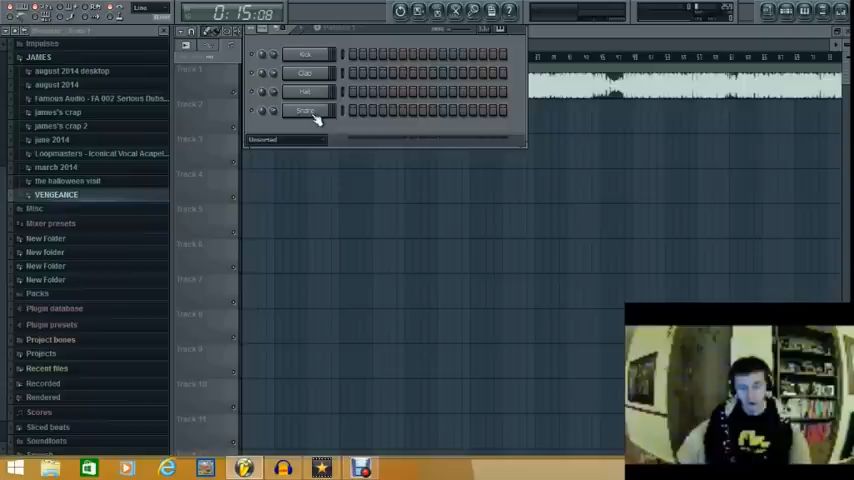 Line
0:15:08
259
Impulses
JAMES
august 2014 desktop
august 2014
Famous Audio - FA 002 Serious Dubs...
james's crap
james's crap 2
june 2014
Loopmasters - Iconical Vocal Acapel...
march 2014
the halloween visit
VENGEANCE
Misc
Mixer presets
New Folder
New folder
New Folder
New Folder
Packs
Plugin database
Plugin presets
Project bones
Projects
Recent files
Recorded
Rendered
Scores
Sliced beats
Soundfonts
Kick
Clap
Hat
Snare
Unsorted
Track 1
Track 2
Track 3
Track 4
Track 5
Track 6
Track 7
Track 8
Track 9
Track 10
Track 11